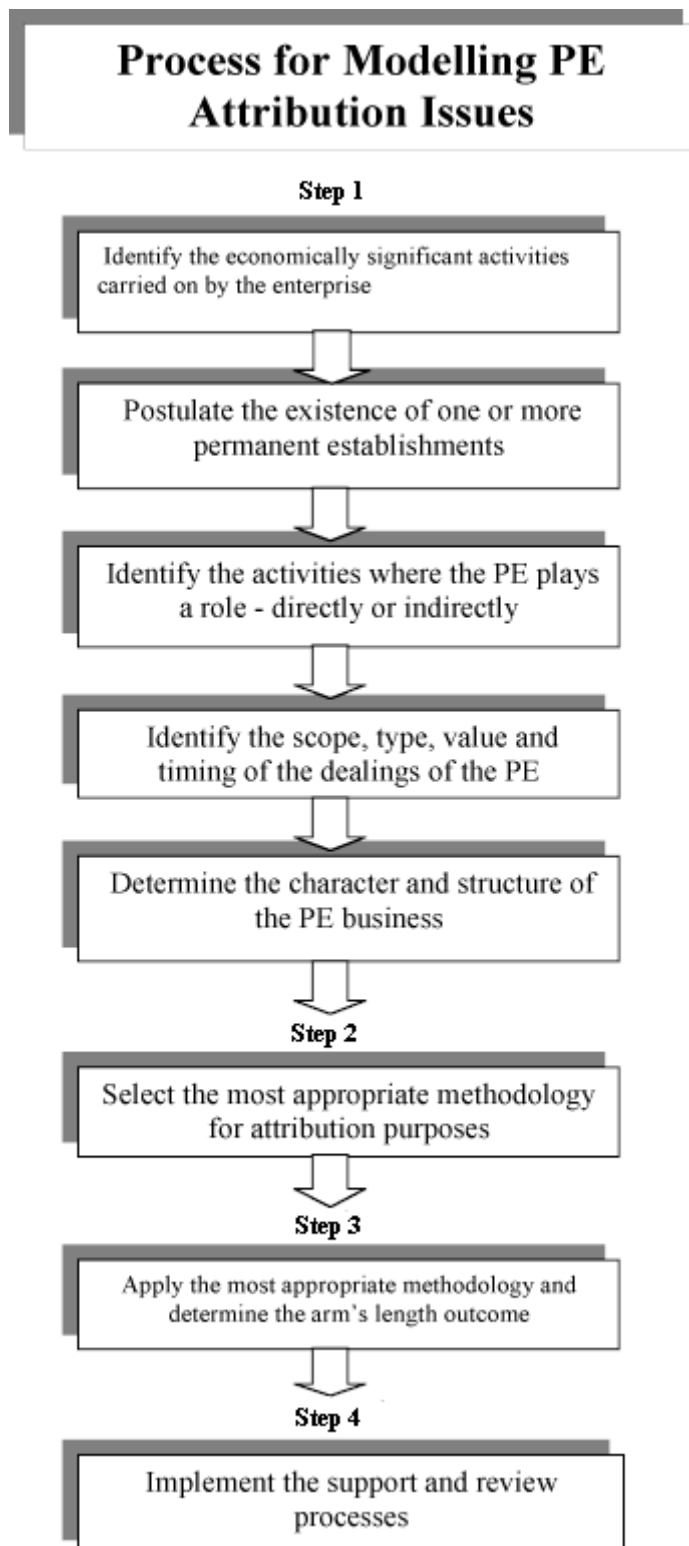 Process for Modelling PE
Attribution Issues
Step 1
Identify the economically significant activities
carried on by the enterprise
Postulate the existence of one or more
permanent establishments
Identify the activities where the PE plays
a role - directly or indirectly
Identify the scope, type, value and
timing of the dealings of the PE
Determine the character and structure of
the PE business
Step 2
Select the most appropriate methodology
for attribution purposes
Step 3
Apply the most appropriate methodology and
determine the arm's length outcome
Step 4
Implement the support and review
processes